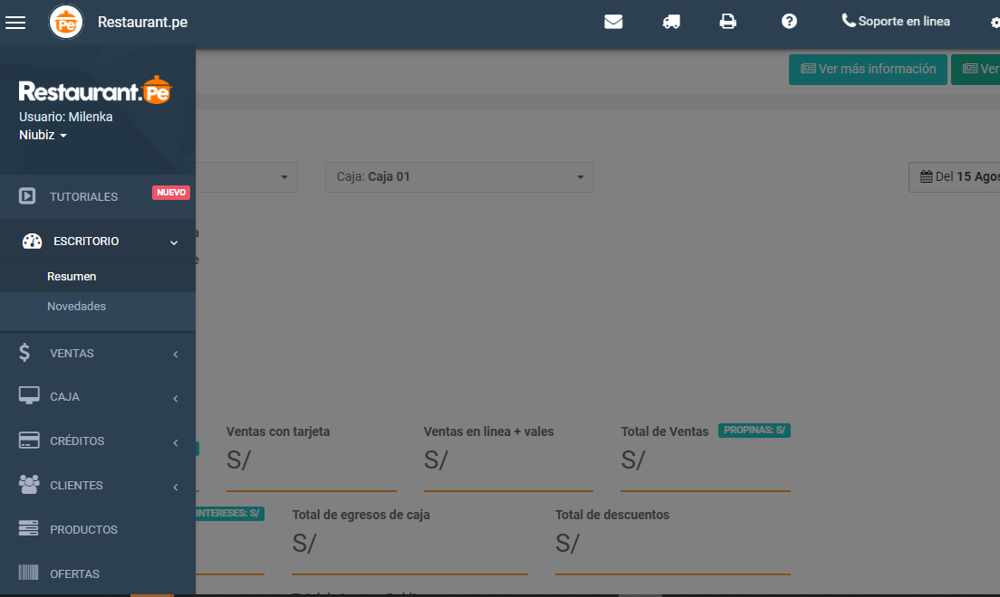 Pe Restaurant.pe
Soporte en linea
Restaurant.Pe
Usuario: Milenka
Niubiz
TUTORIALES NUEVO
ESCRITORIO
Resumen
Novedades
VENTAS
CAJA
CRÉDITOS
CLIENTES
PRODUCTOS
OFERTAS
Ver más información
Ver
Caja: Caja 01
Del 15 Agos
a
e
Ventas con tarjeta
S/
Ventas en linea + vales
S/
Total de Ventas PROPINAS: S/
S/
INTERESES: S/
Total de egresos de caja
S/
Total de descuentos
S/